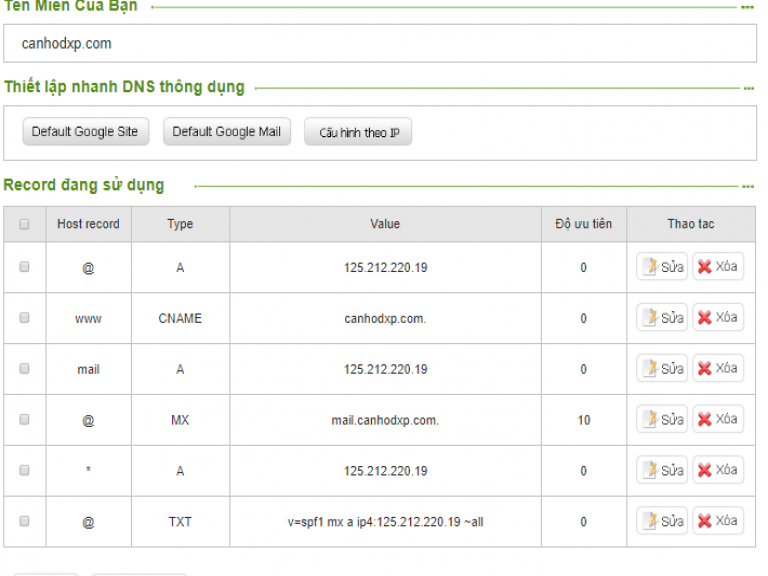 Tên Miền Của Bạn
canhodxp.com
Thiết lập nhanh DNS thông dụng
Default Google Site Default Google Mail Cấu hình theo IP
Record đang sử dụng
Host record Type Value Độ ưu tiên Thao tac
@ A 125.212.220.19 0 Sửa Xóa
www CNAME canhodxp.com. 0 Sửa Xóa
mail A 125.212.220.19 0 Sửa Xóa
@ MX mail.canhodxp.com. 10 Sửa Xóa
* A 125.212.220.19 0 Sửa Xóa
@ TXT v=spf1 mx a ip4:125.212.220.19 ~all 0 Sửa Xóa